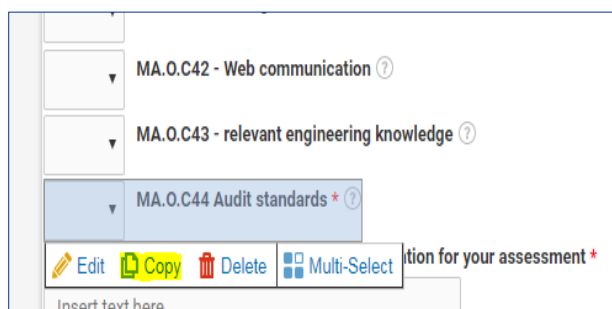 MA.O.C42 - Web communication ?
MA.O.C43 - relevant engineering knowledge ?
MA.O.C44 Audit standards * ?
Edit Copy Delete Multi-Select for your assessment *
Insert text here